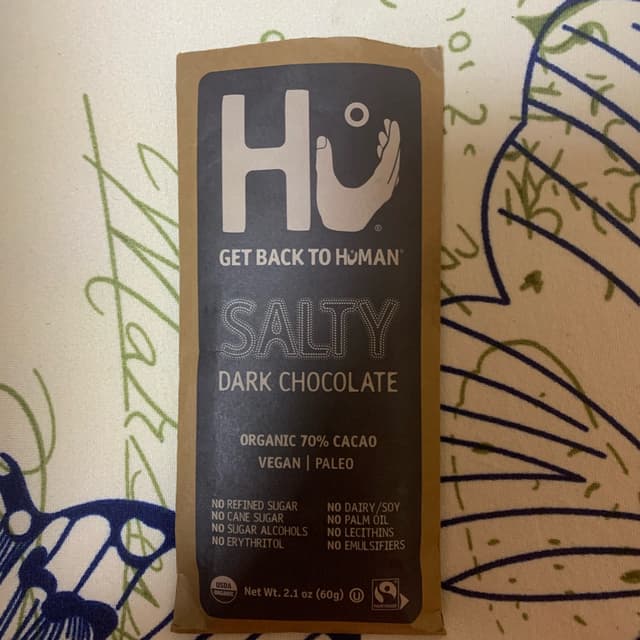 HU
®
GET BACK TO HUMAN
SALTY
DARK CHOCOLATE
ORGANIC 70% CACAO
VEGAN | PALEO
NO REFINED SUGAR
NO CANE SUGAR
NO SUGAR ALCOHOLS
NO ERYTHRITOL
NO DAIRY/SOY
NO PALM OIL
NO LECITHINS
NO EMULSIFIERS
USDA
ORGANIC
Net Wt. 2.1 oz (60g)